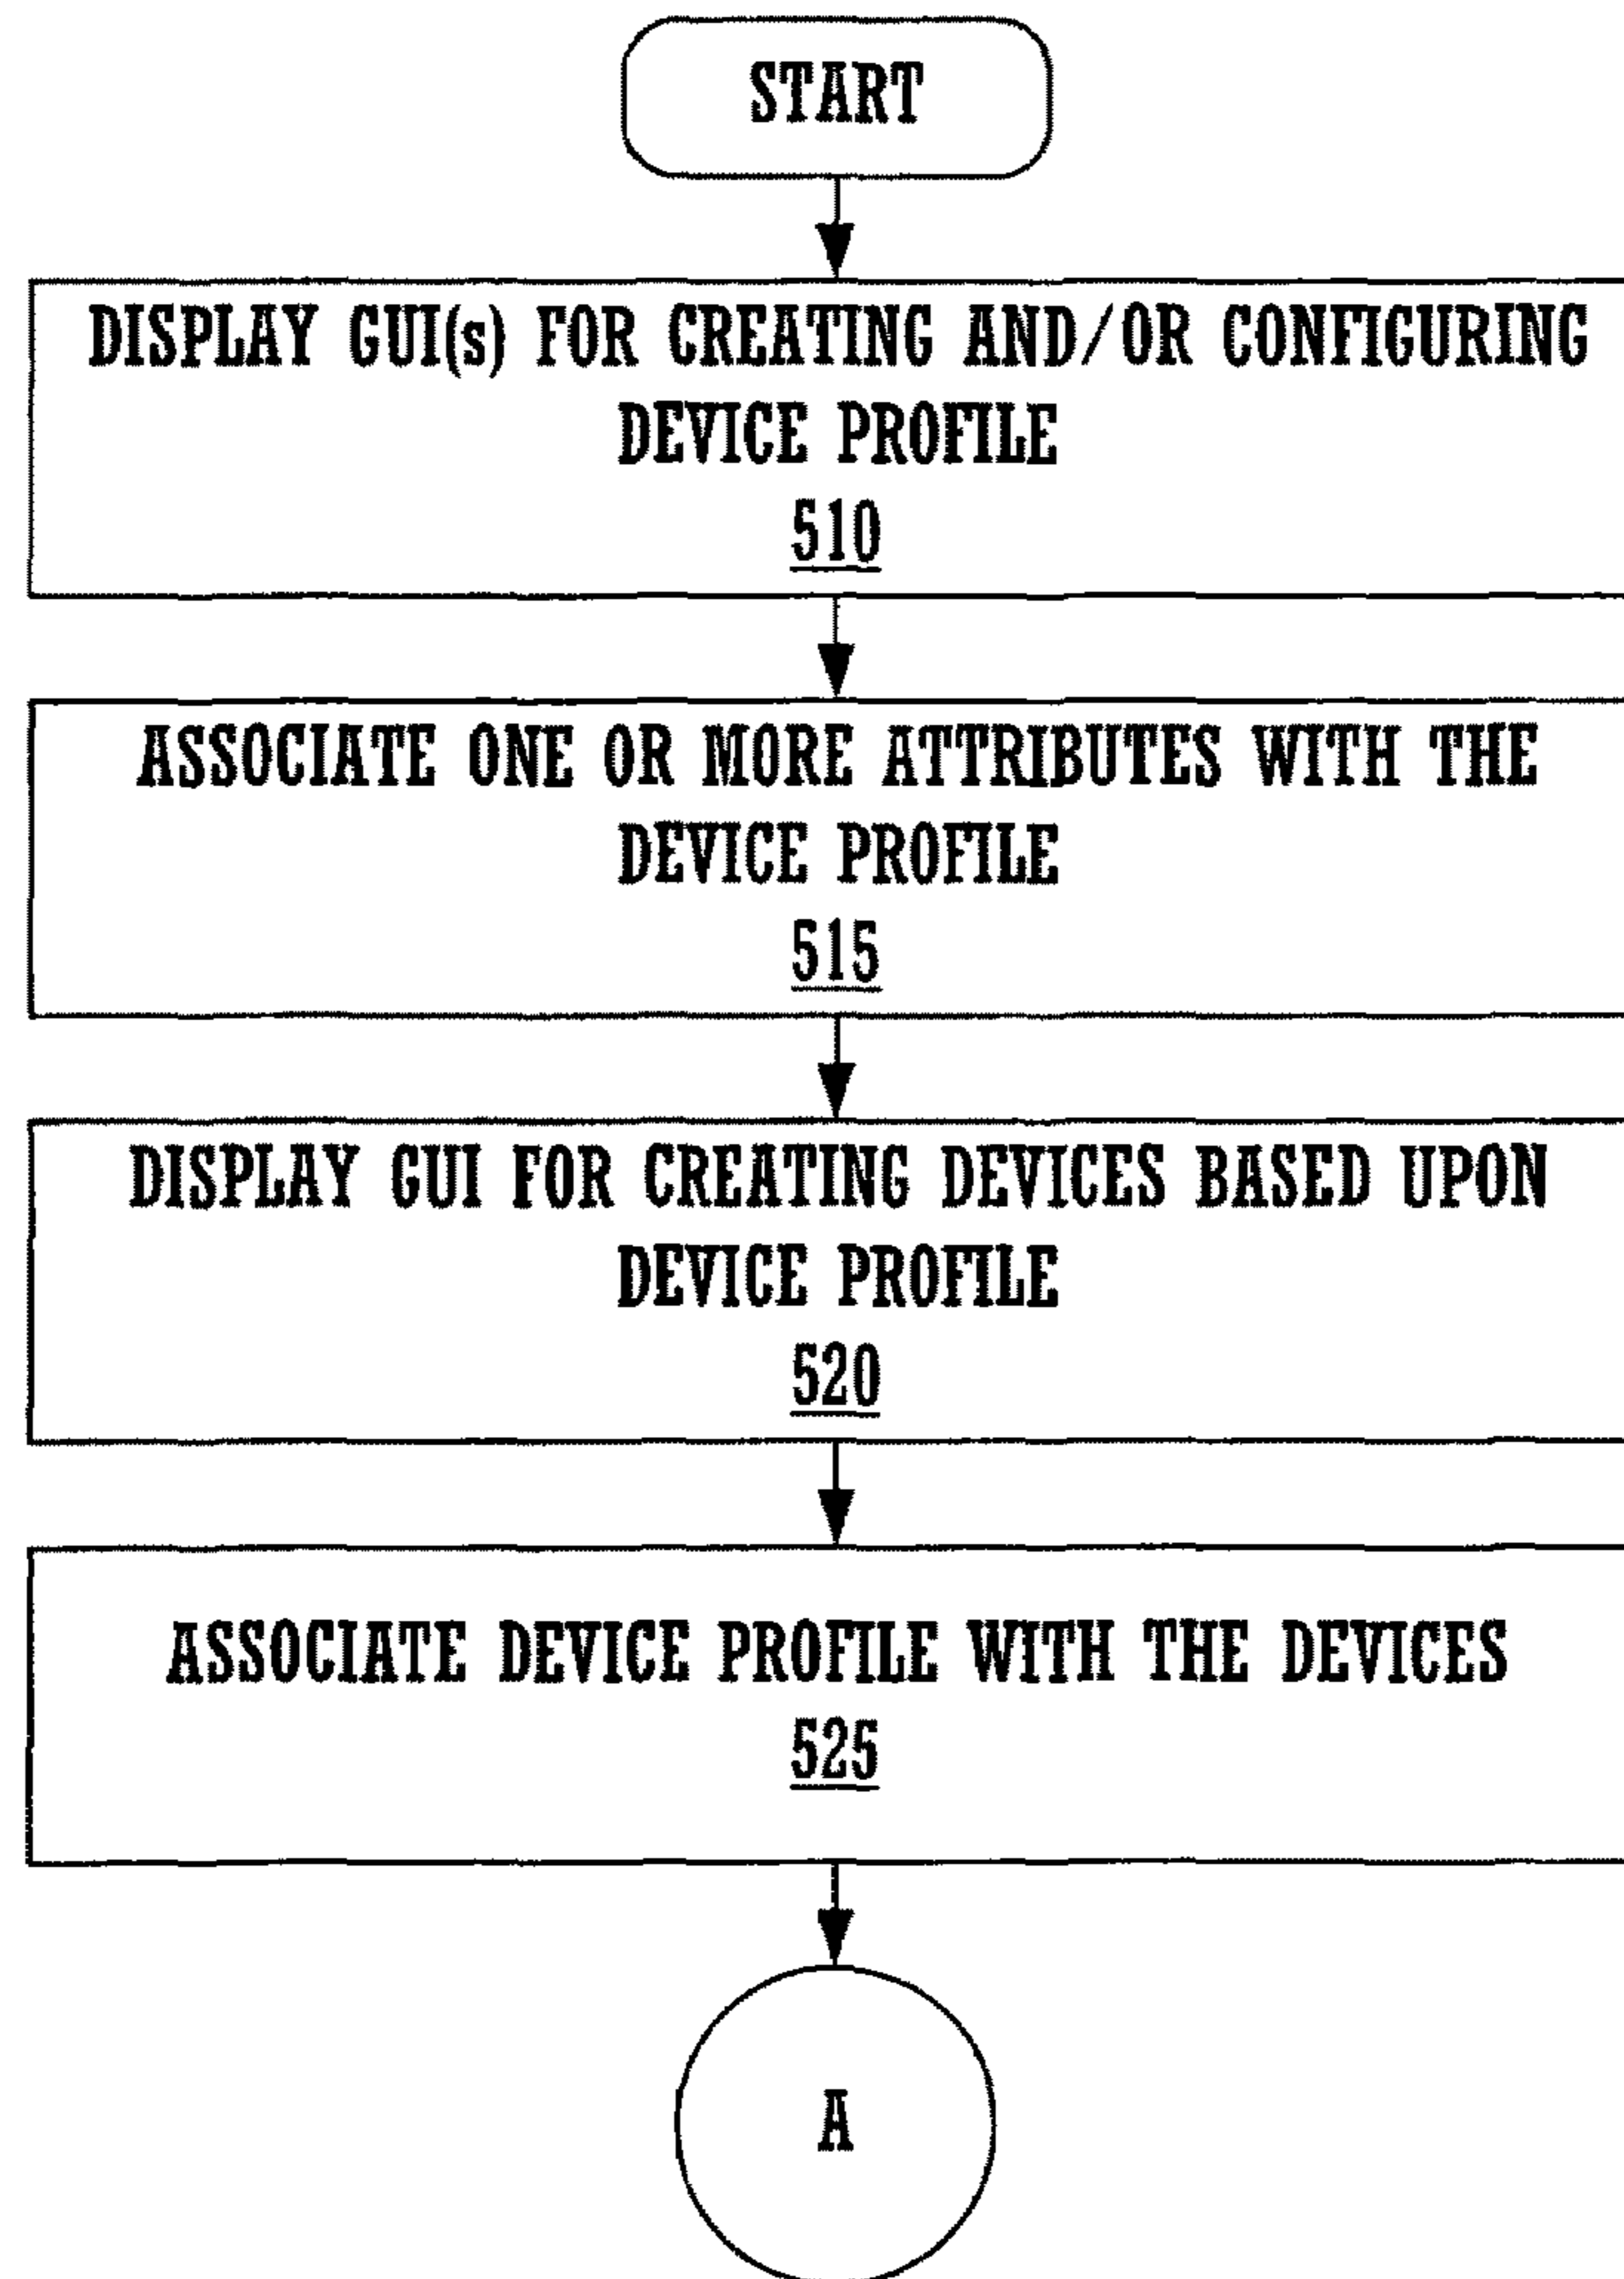 START
DISPLAY GUI(s) FOR CREATING AND/OR CONFIGURING
DEVICE PROFILE
510
ASSOCIATE ONE OR MORE ATTRIBUTES WITH THE
DEVICE PROFILE
515
DISPLAY GUI FOR CREATING DEVICES BASED UPON
DEVICE PROFILE
520
ASSOCIATE DEVICE PROFILE WITH THE DEVICES
525
A